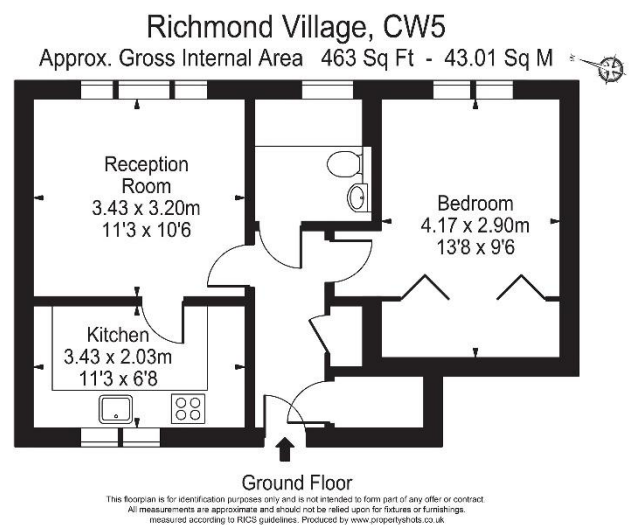 Richmond Village, CW5
Approx. Gross Internal Area 463 Sq Ft - 43.01 Sq M
Reception
Room
3.43 x 3.20m
11'3 x 10'6
Bedroom
4.17 x 2.90m
13'8 x 9'6
Kitchen
3.43 x 2.03m
11'3 x 6'8
Ground Floor
This floorplan is for identification purposes only and is not intended to form part of any offer or contract.
All measurements are approximate and should not be relied upon for fixtures or furnishings.
measured according to RICS guidelines. Produced by www.propertyshots.co.uk